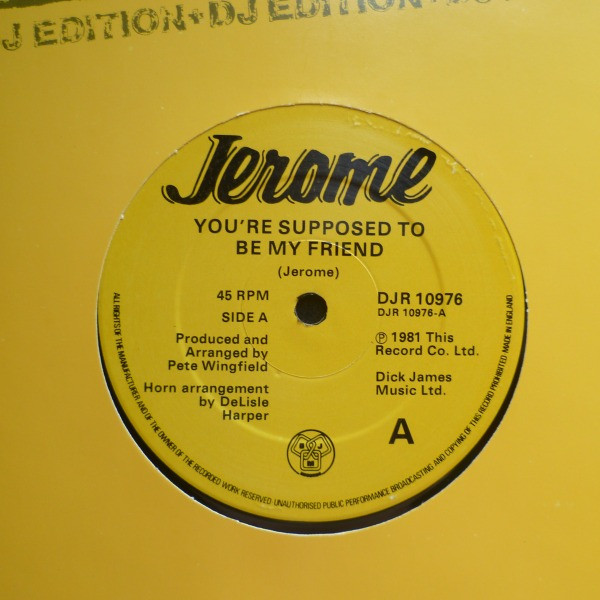 J EDITION + DJ EDITION
Jerome
YOU'RE SUPPOSED TO
BE MY FRIEND
(Jerome)
45 RPM
SIDE A
Produced and
Arranged by
Pete Wingfield
Horn arrangement
by DeLisle
Harper
DJR 10976
DJR 10976-A
℗ 1981 This
Record Co. Ltd.
Dick James
Music Ltd.
A
ALL RIGHTS OF THE MANUFACTURER AND OF THE OWNER OF THE RECORDED WORK RESERVED UNAUTHORISED PUBLIC PERFORMANCE BROADCASTING AND COPYING OF THIS RECORD PROHIBITED MADE IN ENGLAND